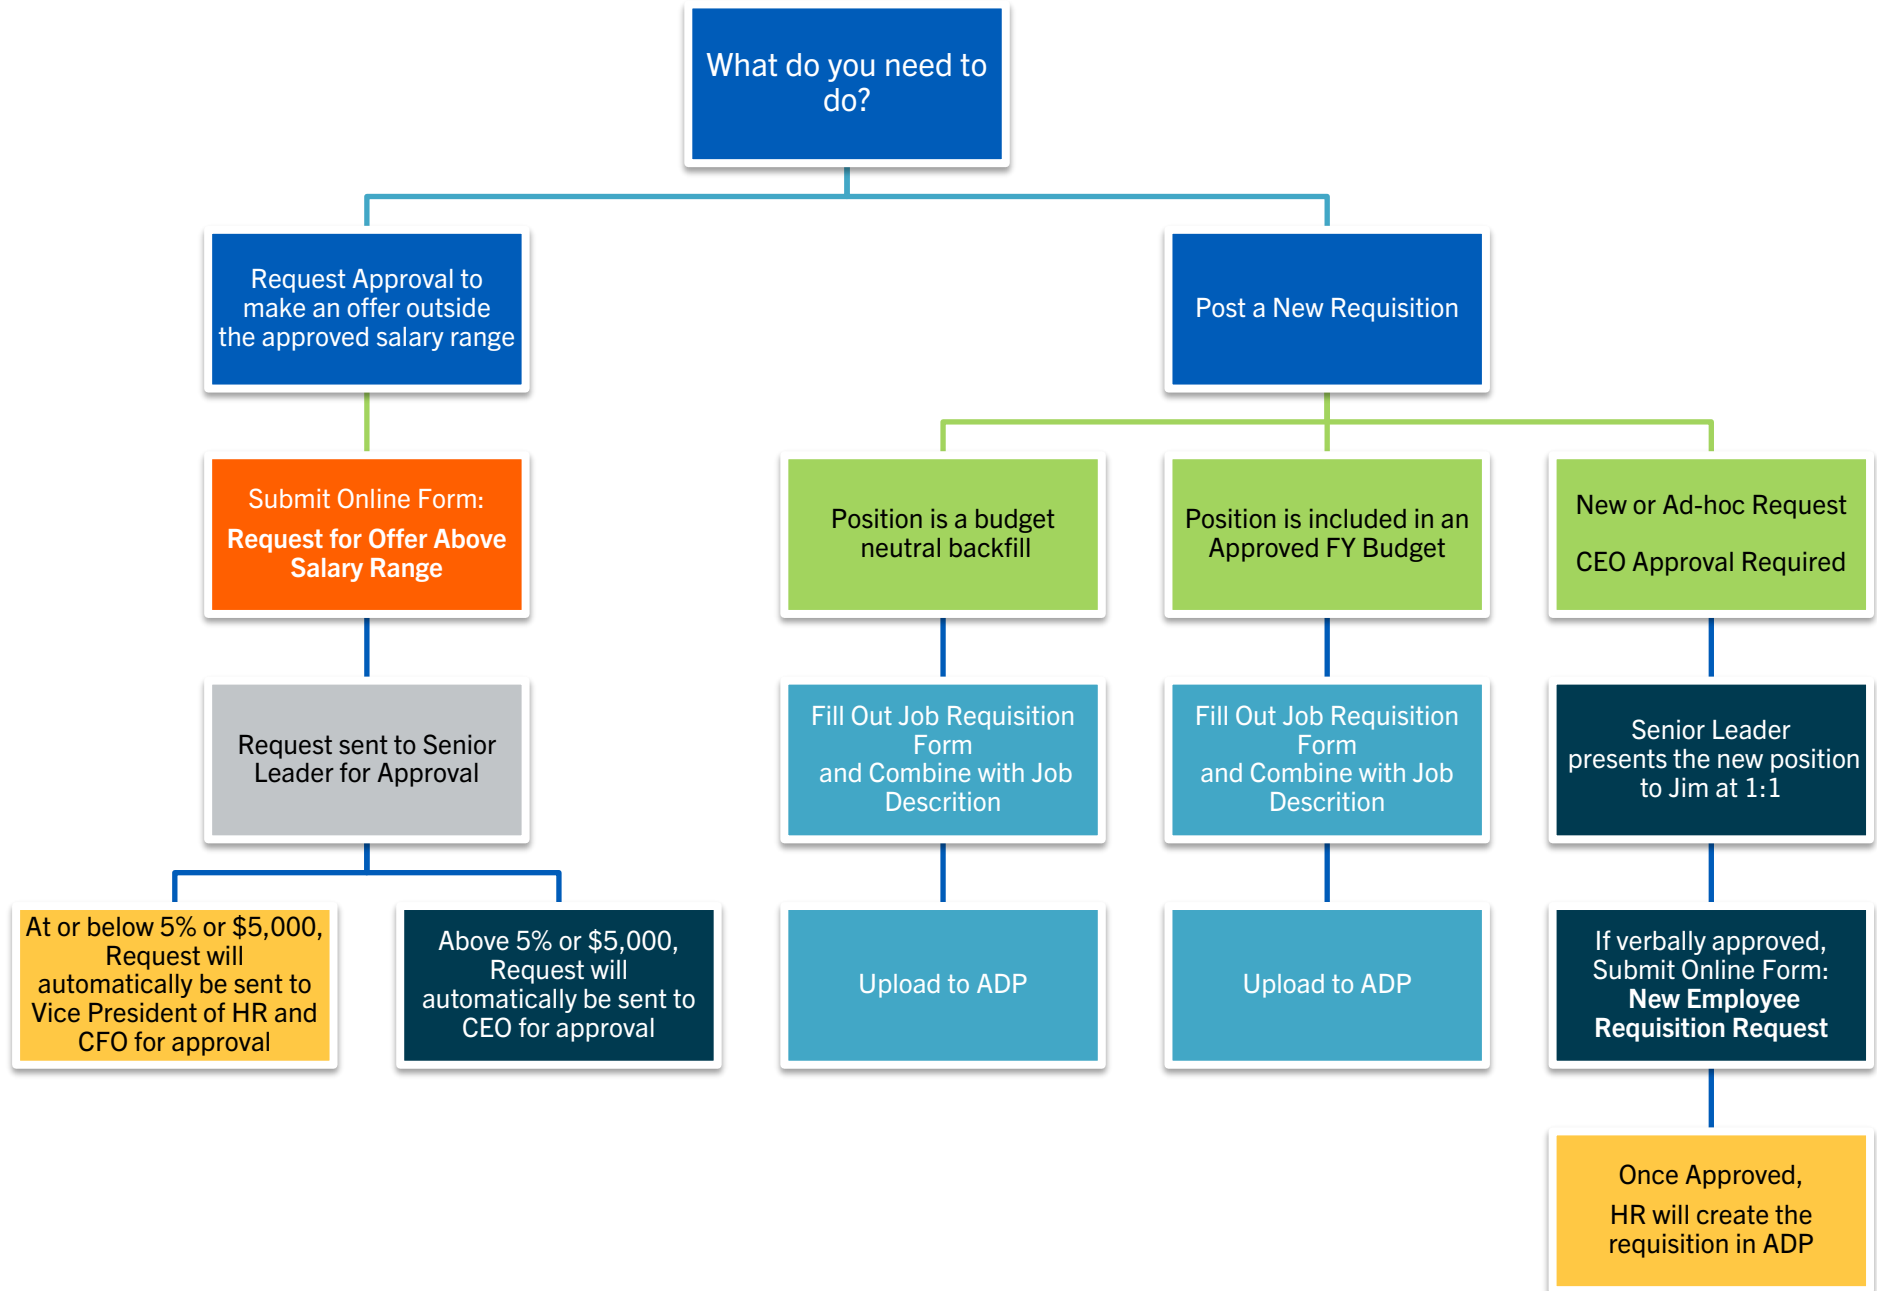 What do you need to
do?
Request Approval to
make an offer outside
the approved salary range
Post a New Requisition
Submit Online Form:
Request for Offer Above
Salary Range
Position is a budget
neutral backfill
Position is included in an
Approved FY Budget
New or Ad-hoc Request
CEO Approval Required
Request sent to Senior
Leader for Approval
Fill Out Job Requisition
Form
and Combine with Job
Descrition
Fill Out Job Requisition
Form
and Combine with Job
Descrition
Senior Leader
presents the new position
to Jim at 1:1
At or below 5% or $5,000,
Request will
automatically be sent to
Vice President of HR and
CFO for approval
Above 5% or $5,000,
Request will
automatically be sent to
CEO for approval
Upload to ADP
Upload to ADP
If verbally approved,
Submit Online Form:
New Employee
Requisition Request
Once Approved,
HR will create the
requisition in ADP